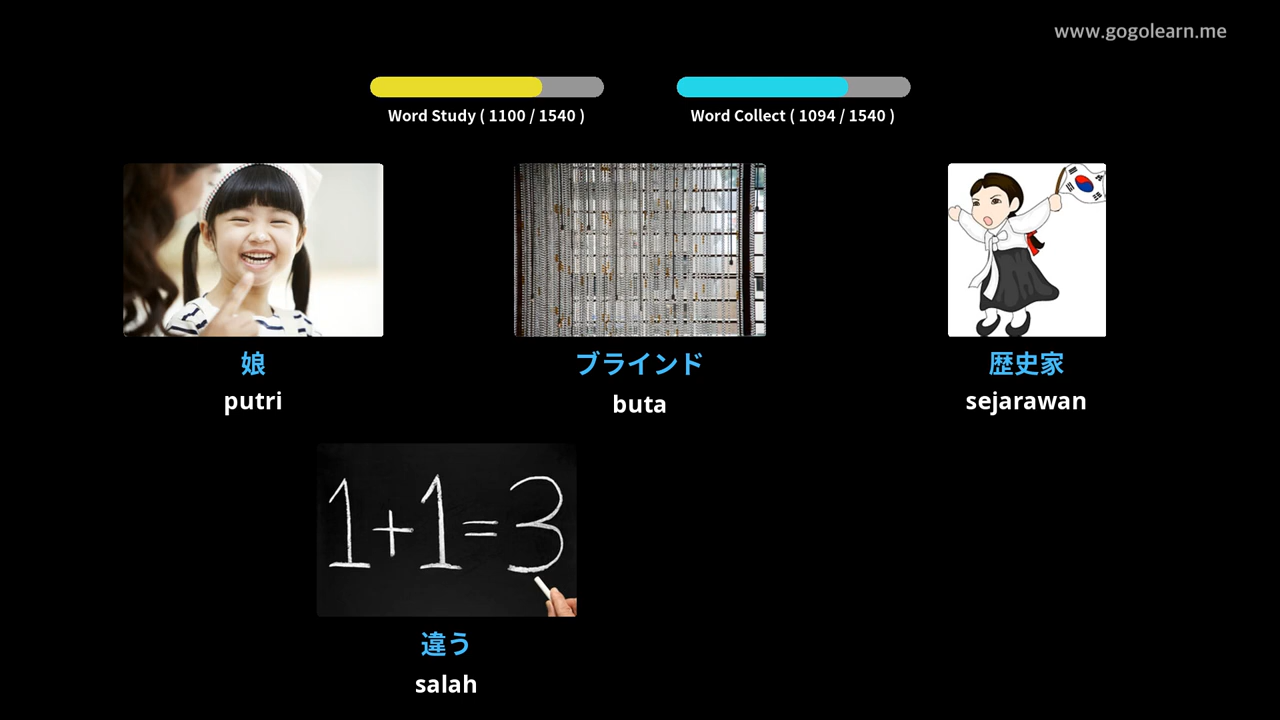 www.gogolearn.me
Word Study ( 1100 / 1540 )
Word Collect ( 1094 / 1540 )
娘
putri
ブラインド
buta
歴史家
sejarawan
1+1=3
違う
salah